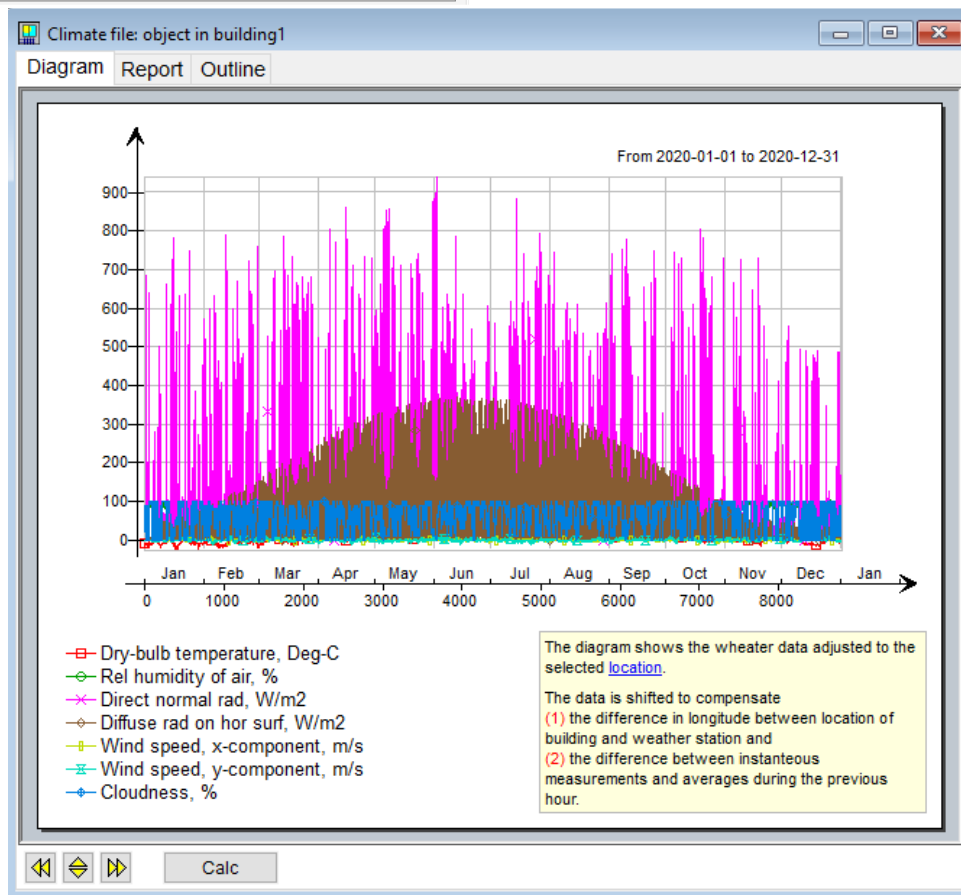 Climate file: object in building1
Diagram Report Outline
From 2020-01-01 to 2020-12-31
900
800
700
600
500
400
300
200
100
0
Jan Feb Mar Apr May Jun Jul Aug Sep Oct Nov Dec Jan
0 1000 2000 3000 4000 5000 6000 7000 8000
Dry-bulb temperature, Deg-C
Rel humidity of air, %
Direct normal rad, W/m2
Diffuse rad on hor surf, W/m2
Wind speed, x-component, m/s
Wind speed, y-component, m/s
Cloudness, %
The diagram shows the wheater data adjusted to the
selected location.
The data is shifted to compensate
(1) the difference in longitude between location of
building and weather station and
(2) the difference between instanteous
measurements and averages during the previous
hour.
Calc